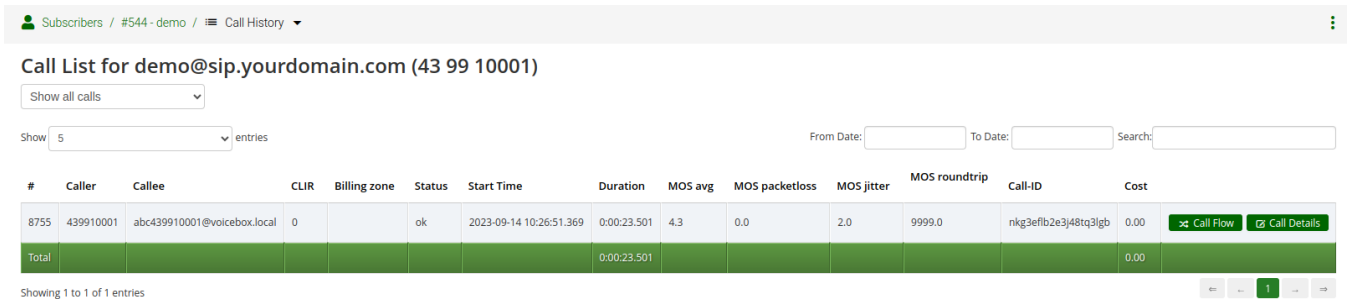 Subscribers / #544 - demo / Call History
Call List for demo@sip.yourdomain.com (43 99 10001)
Show all calls
Show 5 entries From Date: To Date: Search:
# Caller Callee CLIR Billing zone Status Start Time Duration MOS avg MOS packetloss MOS jitter MOS roundtrip Call-ID Cost
8755 439910001 abc439910001@voicebox.local 0 ok 2023-09-14 10:26:51.369 0:00:23.501 4.3 0.0 2.0 9999.0 nkg3eflb2e3j48tq3lgb 0.00 Call Flow Call Details
Total 0:00:23.501 0.00
Showing 1 to 1 of 1 entries ⇐ ← 1 → ⇒